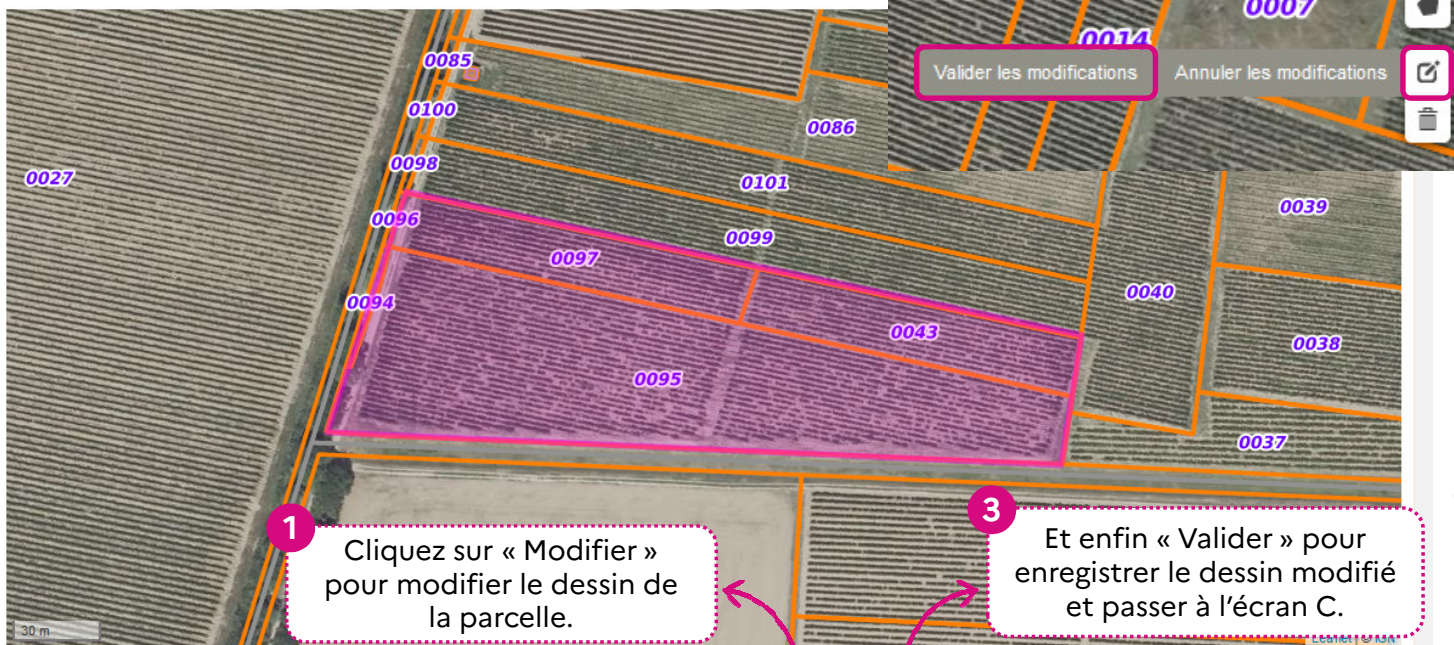 0007
0014
Valider les modifications
Annuler les modifications
0085
0100
0086
0098
0027
0101
0039
0096
0099
0097
0040
0094
0043
0038
0095
0037
1
Cliquez sur « Modifier »
pour modifier le dessin de
la parcelle.
3
Et enfin « Valider » pour
enregistrer le dessin modifié
et passer à l'écran C.
30 m
Leaflet | © IGN